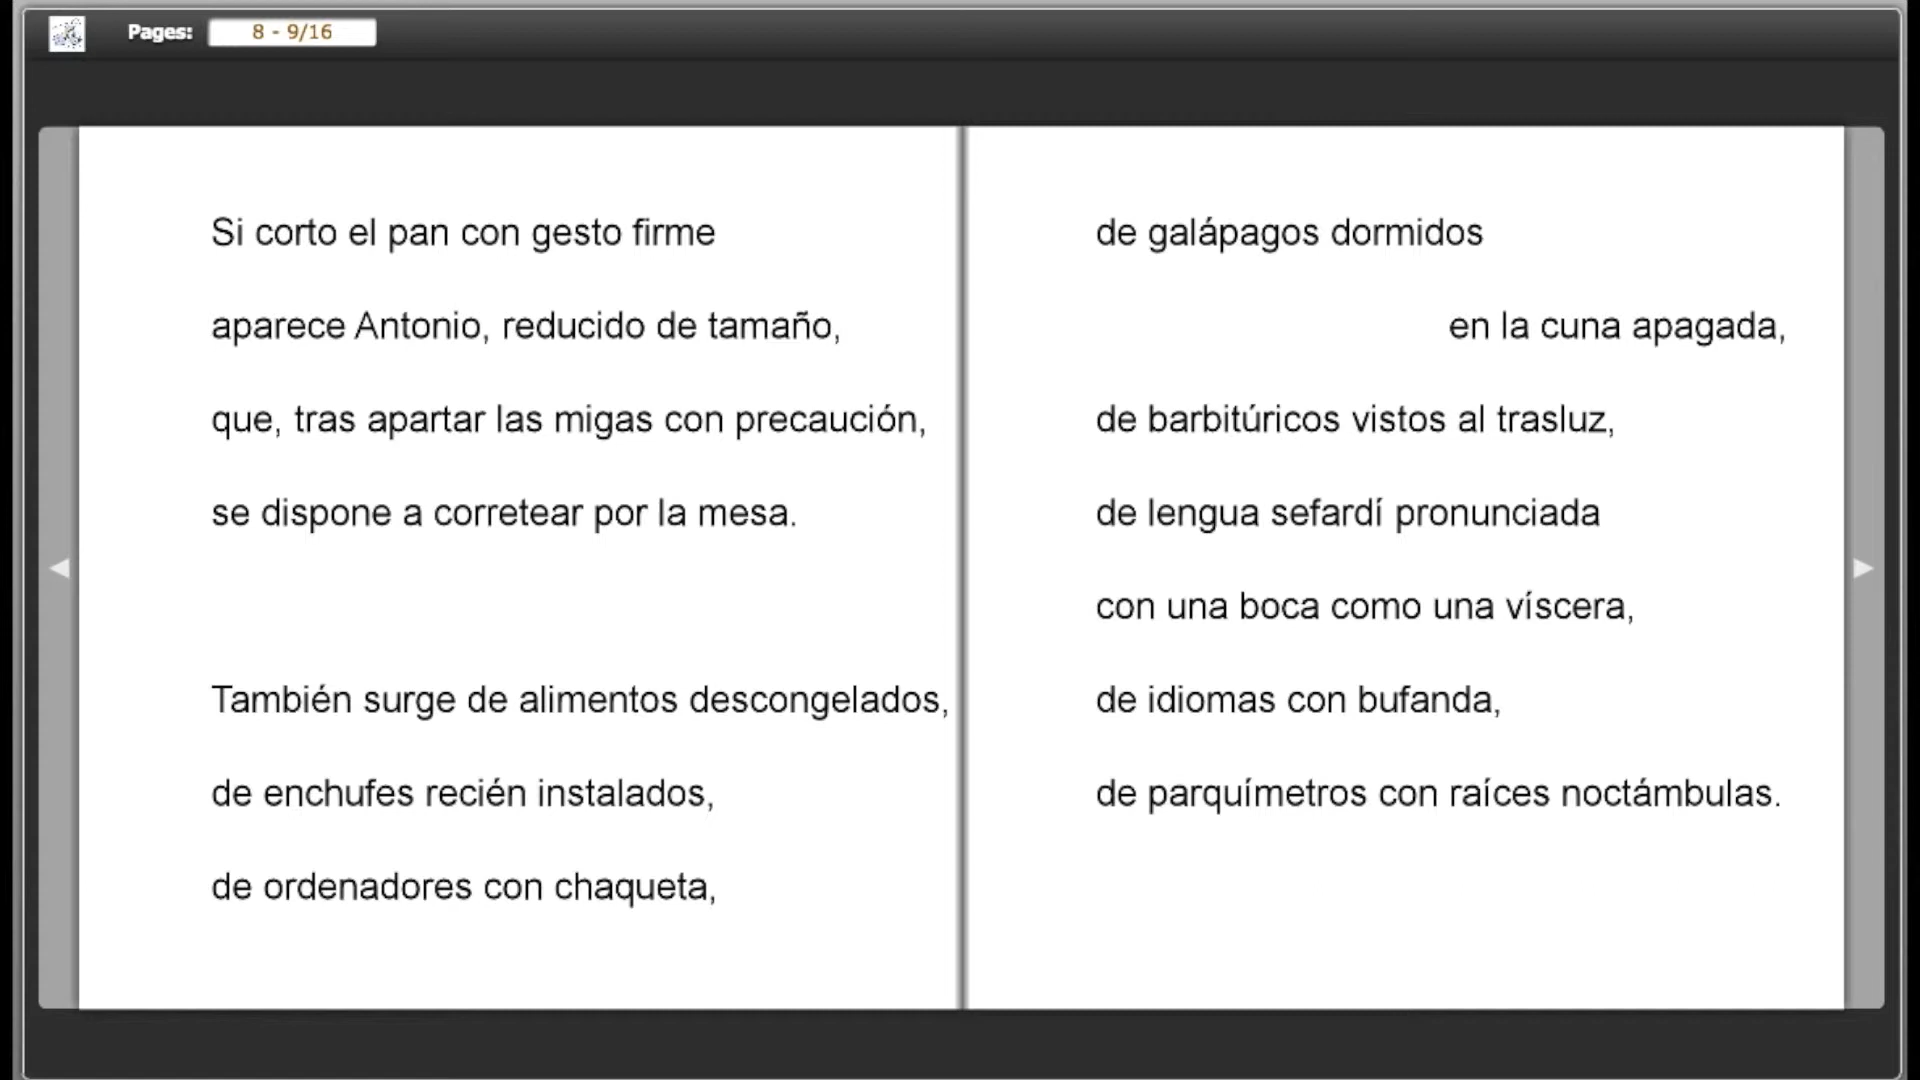 Pages: 8 - 9/16
Si corto el pan con gesto firme
aparece Antonio, reducido de tamaño,
que, tras apartar las migas con precaución,
se dispone a corretear por la mesa.
También surge de alimentos descongelados,
de enchufes recién instalados,
de ordenadores con chaqueta,
de galápagos dormidos
en la cuna apagada,
de barbitúricos vistos al trasluz,
de lengua sefardí pronunciada
con una boca como una víscera,
de idiomas con bufanda,
de parquímetros con raíces noctámbulas.